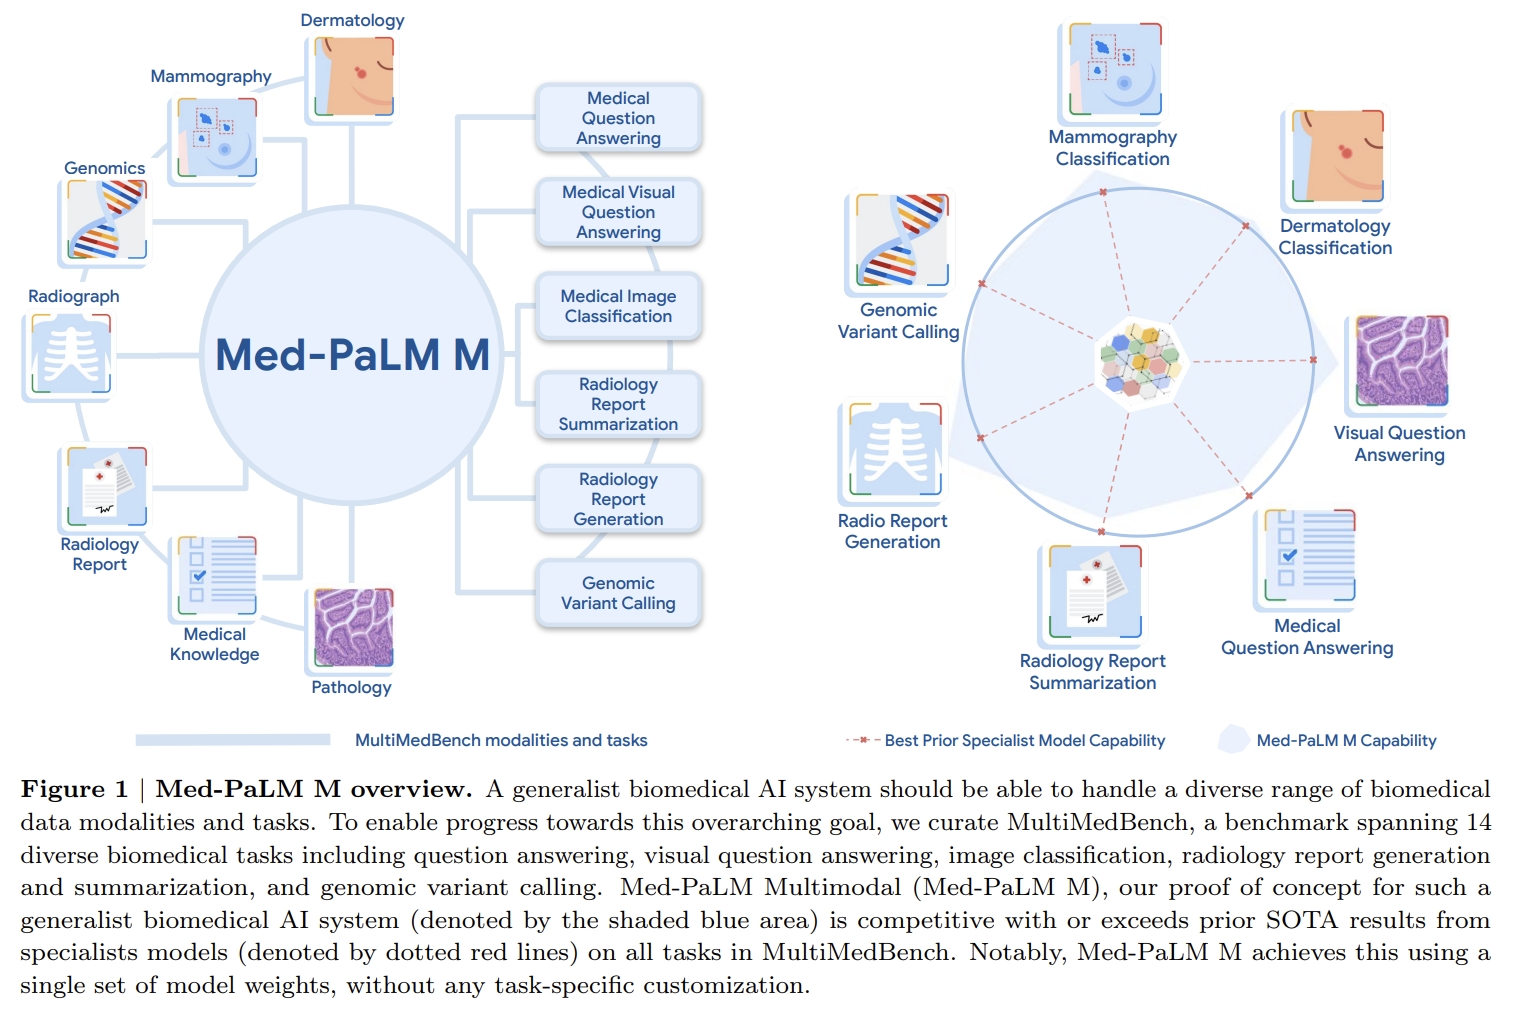 Dermatology
Mammography
Genomics
Radiograph
Radiology
Report
Medical
Knowledge
Pathology
Med-PaLM M
Medical
Question
Answering
Medical Visual
Question
Answering
Medical Image
Classification
Radiology
Report
Summarization
Radiology
Report
Generation
Genomic
Variant Calling
MultiMedBench modalities and tasks
Mammography
Classification
Dermatology
Classification
Genomic
Variant Calling
Visual Question
Answering
Radio Report
Generation
Medical
Question Answering
Radiology Report
Summarization
Best Prior Specialist Model Capability
Med-PaLM M Capability
Figure 1 | Med-PaLM M overview. A generalist biomedical AI system should be able to handle a diverse range of biomedical
data modalities and tasks. To enable progress towards this overarching goal, we curate MultiMedBench, a benchmark spanning 14
diverse biomedical tasks including question answering, visual question answering, image classification, radiology report generation
and summarization, and genomic variant calling. Med-PaLM Multimodal (Med-PaLM M), our proof of concept for such a
generalist biomedical AI system (denoted by the shaded blue area) is competitive with or exceeds prior SOTA results from
specialists models (denoted by dotted red lines) on all tasks in MultiMedBench. Notably, Med-PaLM M achieves this using a
single set of model weights, without any task-specific customization.